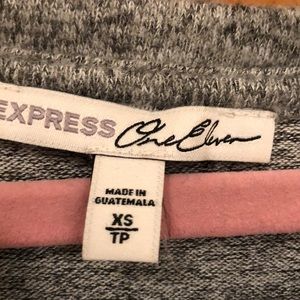 EXPRESS One Eleven
MADE IN
GUATEMALA
XS
TP